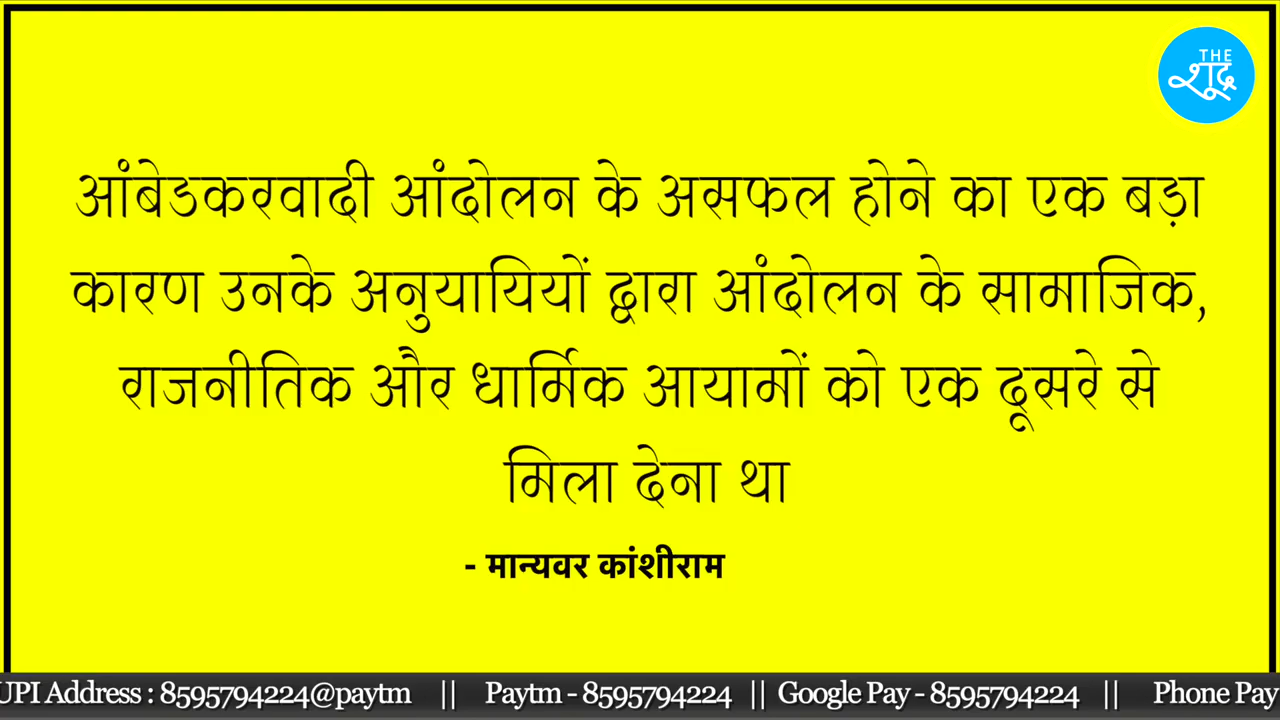 THE
शूद्र
आंबेडकरवादी आंदोलन के असफल होने का एक बड़ा
कारण उनके अनुयायियों द्वारा आंदोलन के सामाजिक,
राजनीतिक और धार्मिक आयामों को एक दूसरे से
मिला देना था
- मान्यवर कांशीराम
UPI Address : 8595794224@paytm || Paytm - 8595794224 || Google Pay - 8595794224 || Phone Pay